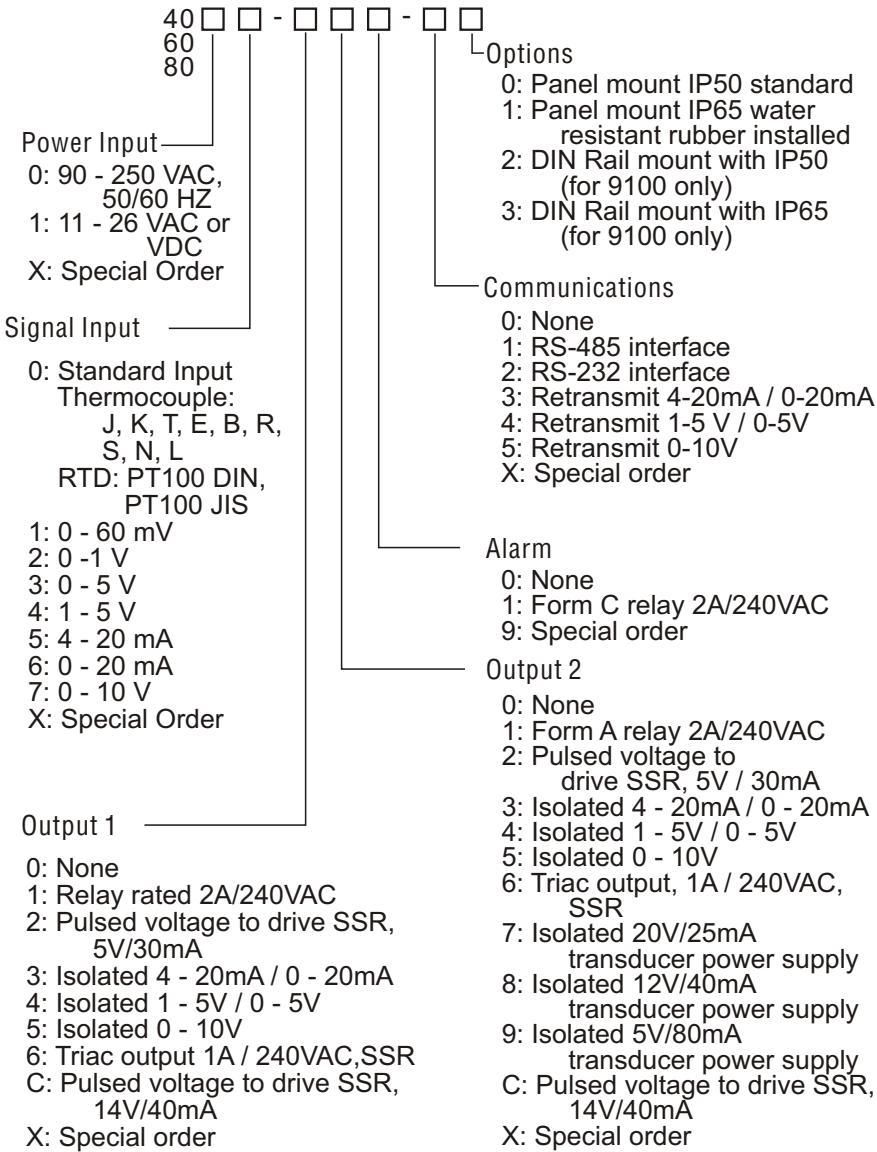 40 □ □ - □ □ □ - □ □
60
80
Power Input
0: 90 - 250 VAC,
50/60 HZ
1: 11 - 26 VAC or
VDC
X: Special Order
Signal Input
0: Standard Input
Thermocouple:
J, K, T, E, B, R,
S, N, L
RTD: PT100 DIN,
PT100 JIS
1: 0 - 60 mV
2: 0 -1 V
3: 0 - 5 V
4: 1 - 5 V
5: 4 - 20 mA
6: 0 - 20 mA
7: 0 - 10 V
X: Special Order
Output 1
0: None
1: Relay rated 2A/240VAC
2: Pulsed voltage to drive SSR,
5V/30mA
3: Isolated 4 - 20mA / 0 - 20mA
4: Isolated 1 - 5V / 0 - 5V
5: Isolated 0 - 10V
6: Triac output 1A / 240VAC,SSR
C: Pulsed voltage to drive SSR,
14V/40mA
X: Special order
Options
0: Panel mount IP50 standard
1: Panel mount IP65 water
resistant rubber installed
2: DIN Rail mount with IP50
(for 9100 only)
3: DIN Rail mount with IP65
(for 9100 only)
Communications
0: None
1: RS-485 interface
2: RS-232 interface
3: Retransmit 4-20mA / 0-20mA
4: Retransmit 1-5 V / 0-5V
5: Retransmit 0-10V
X: Special order
Alarm
0: None
1: Form C relay 2A/240VAC
9: Special order
Output 2
0: None
1: Form A relay 2A/240VAC
2: Pulsed voltage to
drive SSR, 5V / 30mA
3: Isolated 4 - 20mA / 0 - 20mA
4: Isolated 1 - 5V / 0 - 5V
5: Isolated 0 - 10V
6: Triac output, 1A / 240VAC,
SSR
7: Isolated 20V/25mA
transducer power supply
8: Isolated 12V/40mA
transducer power supply
9: Isolated 5V/80mA
transducer power supply
C: Pulsed voltage to drive SSR,
14V/40mA
X: Special order